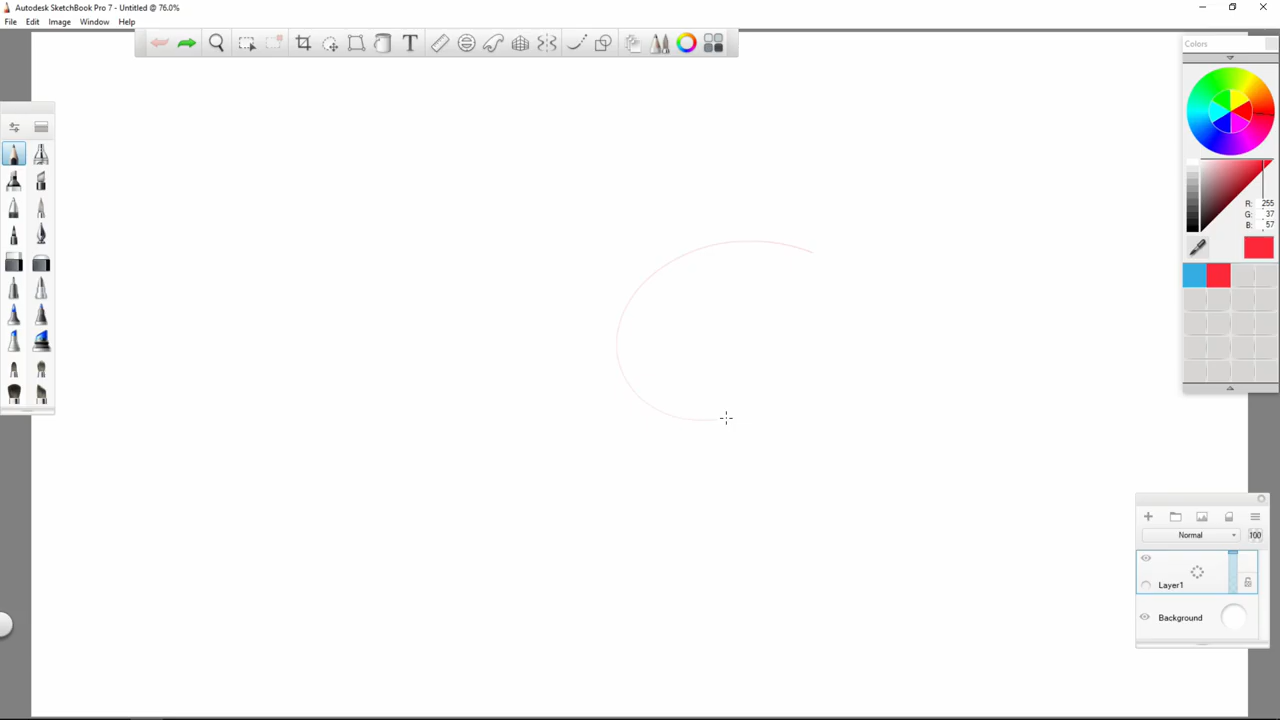 Autodesk SketchBook Pro 7 - Untitled @ 76.0%
File Edit Image Window Help
T
Colors
R: 255
G: 37
B: 57
Normal 100
Layer1
Background